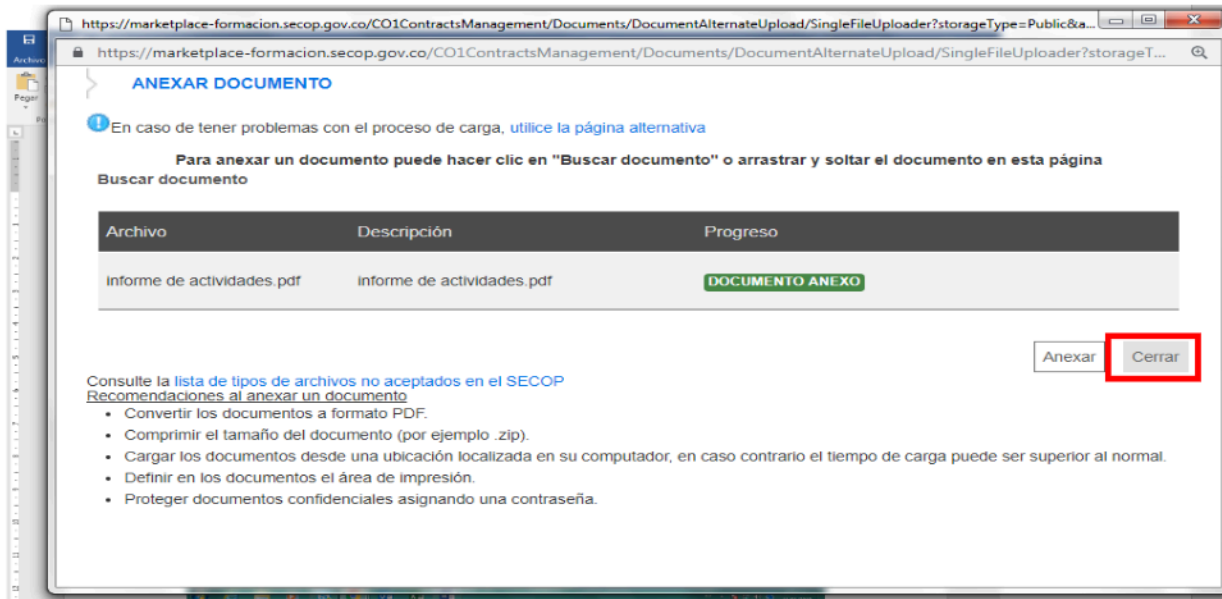 https://marketplace-formacion.secop.gov.co/CO1ContractsManagement/Documents/DocumentAlternateUpload/SingleFileUploader?storageType=Public&a...
https://marketplace-formacion.secop.gov.co/CO1ContractsManagement/Documents/DocumentAlternateUpload/SingleFileUploader?storageT...
Archivo
Pegar
ANEXAR DOCUMENTO
En caso de tener problemas con el proceso de carga, utilice la página alternativa
Para anexar un documento puede hacer clic en "Buscar documento" o arrastrar y soltar el documento en esta página
Buscar documento
Archivo Descripción Progreso
informe de actividades.pdf informe de actividades.pdf DOCUMENTO ANEXO
Anexar Cerrar
Consulte la lista de tipos de archivos no aceptados en el SECOP
Recomendaciones al anexar un documento
• Convertir los documentos a formato PDF.
• Comprimir el tamaño del documento (por ejemplo .zip).
• Cargar los documentos desde una ubicación localizada en su computador, en caso contrario el tiempo de carga puede ser superior al normal.
• Definir en los documentos el área de impresión.
• Proteger documentos confidenciales asignando una contraseña.